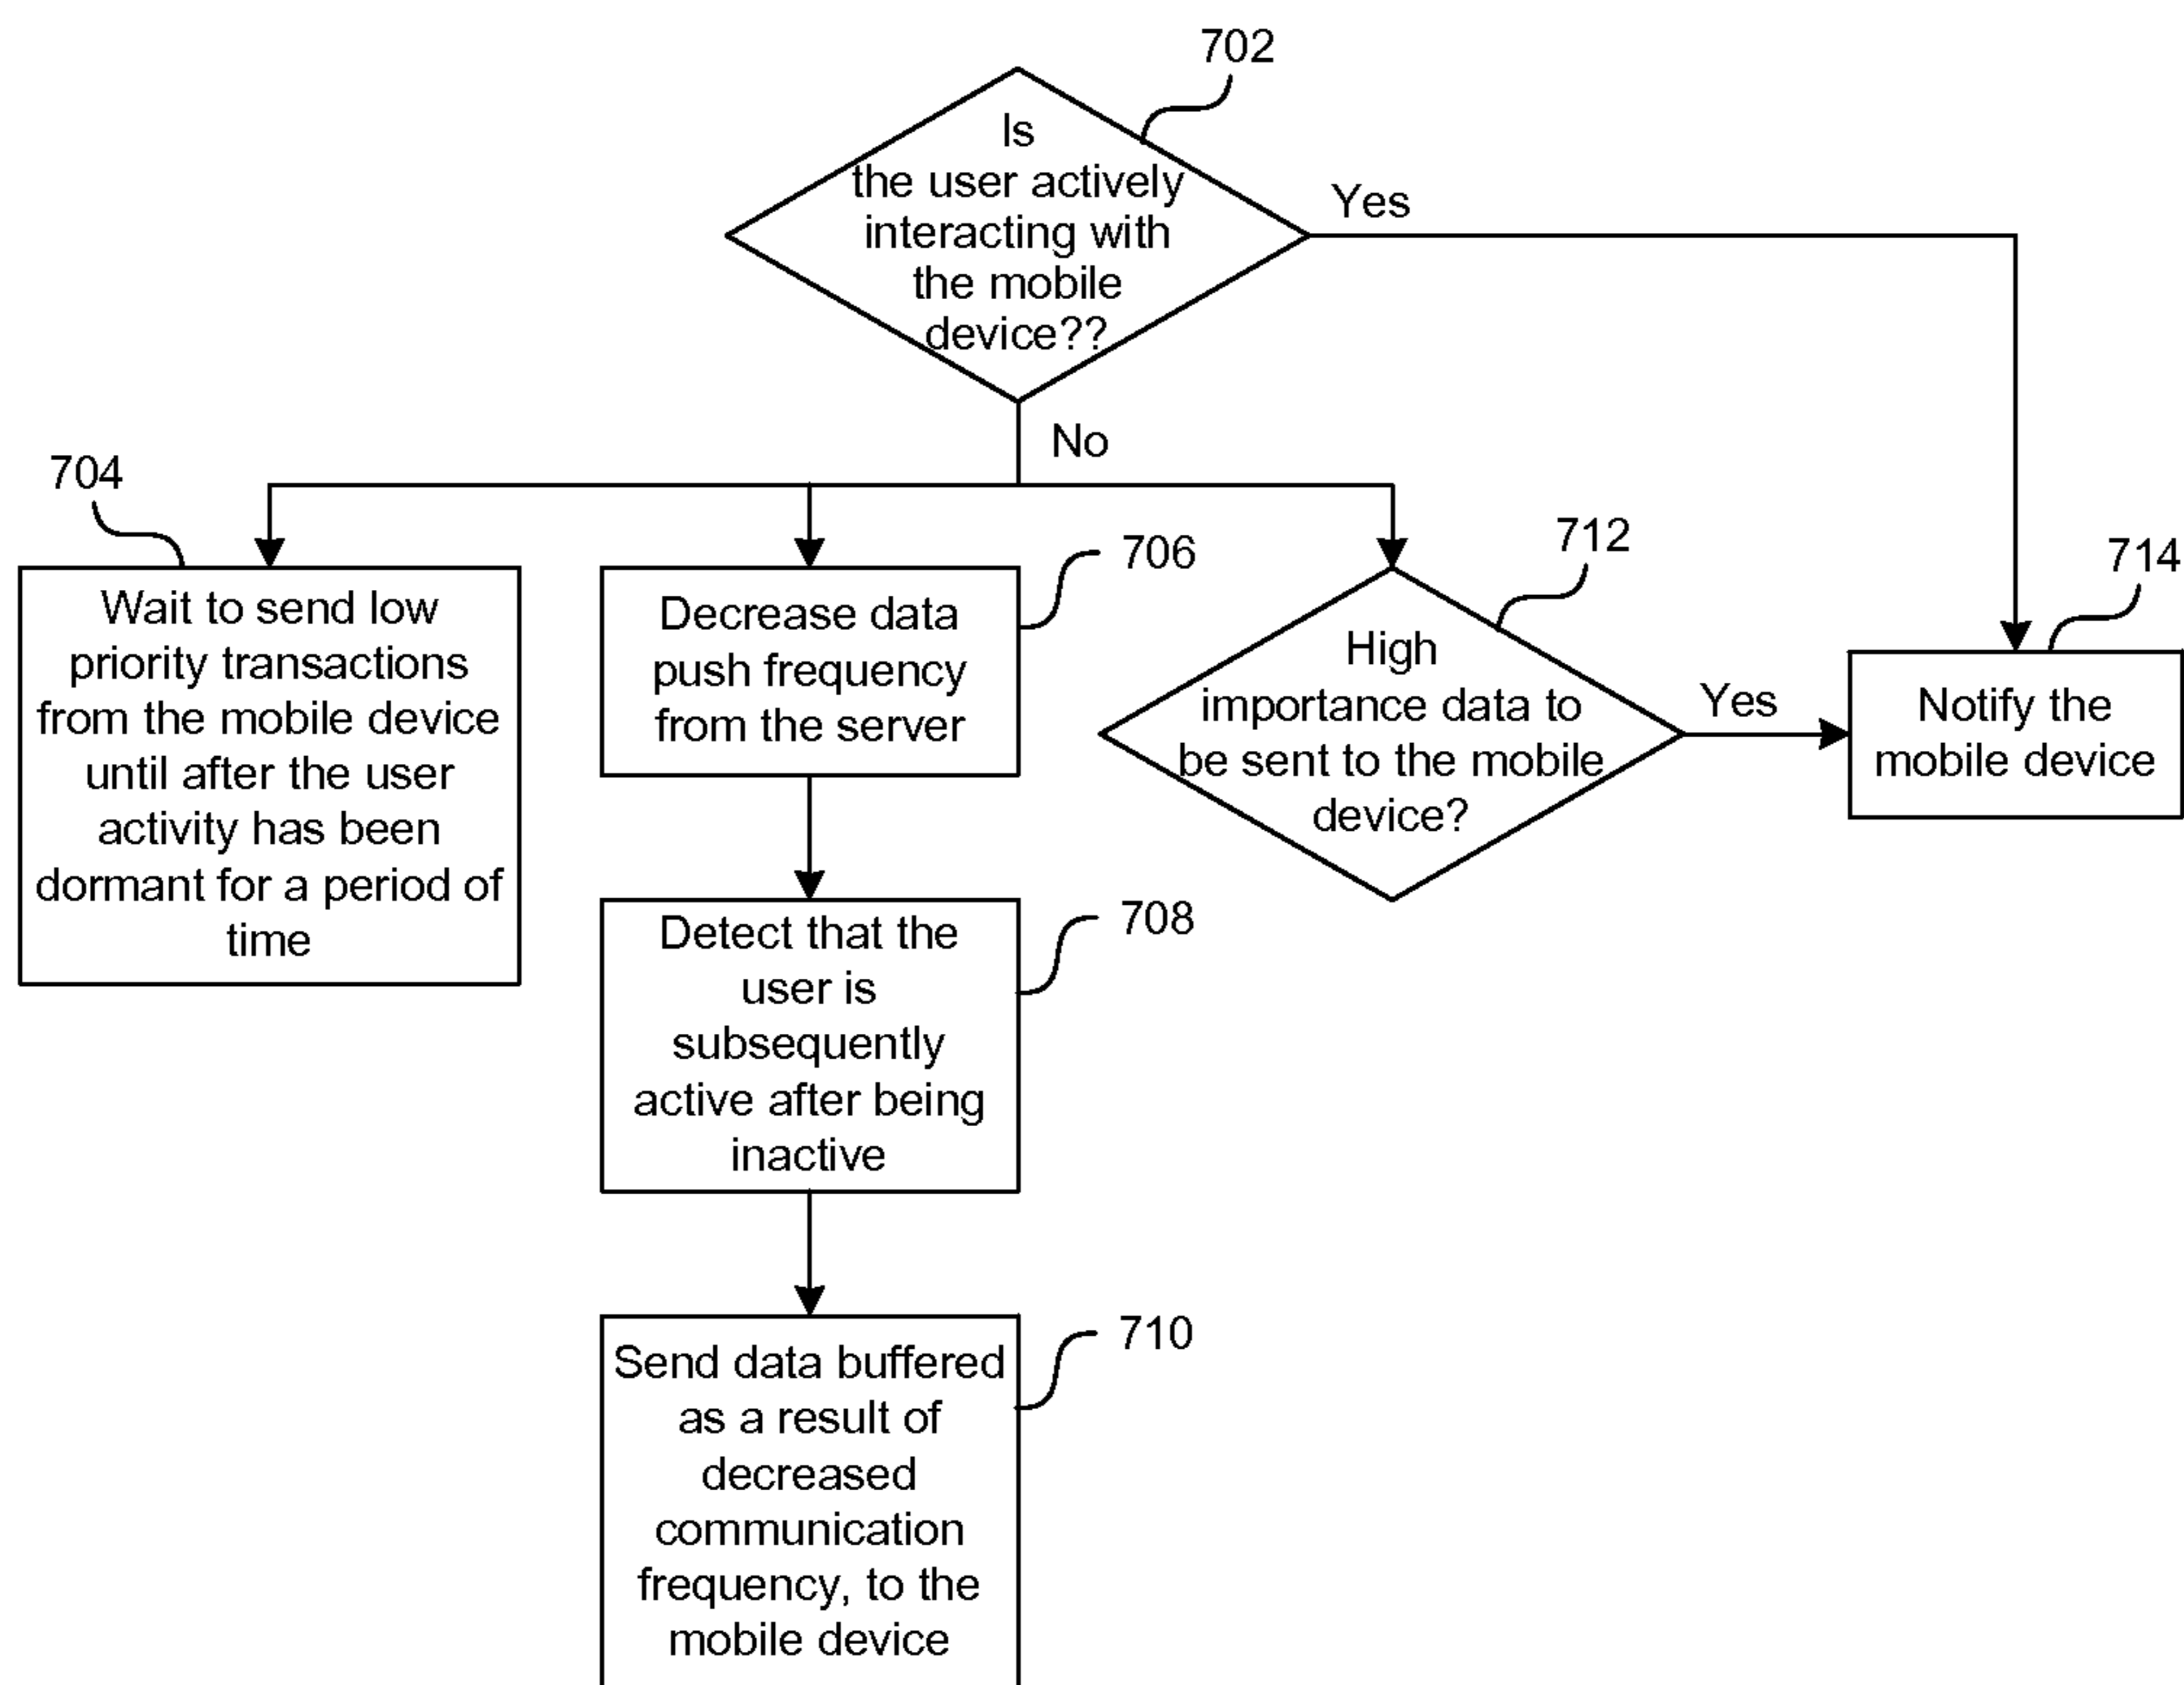 702
Is
the user actively
interacting with
the mobile
device??
Yes
No
704
Wait to send low
priority transactions
from the mobile device
until after the user
activity has been
dormant for a period of
time
706
Decrease data
push frequency
from the server
712
High
importance data to
be sent to the mobile
device?
Yes
714
Notify the
mobile device
708
Detect that the
user is
subsequently
active after being
inactive
710
Send data buffered
as a result of
decreased
communication
frequency, to the
mobile device